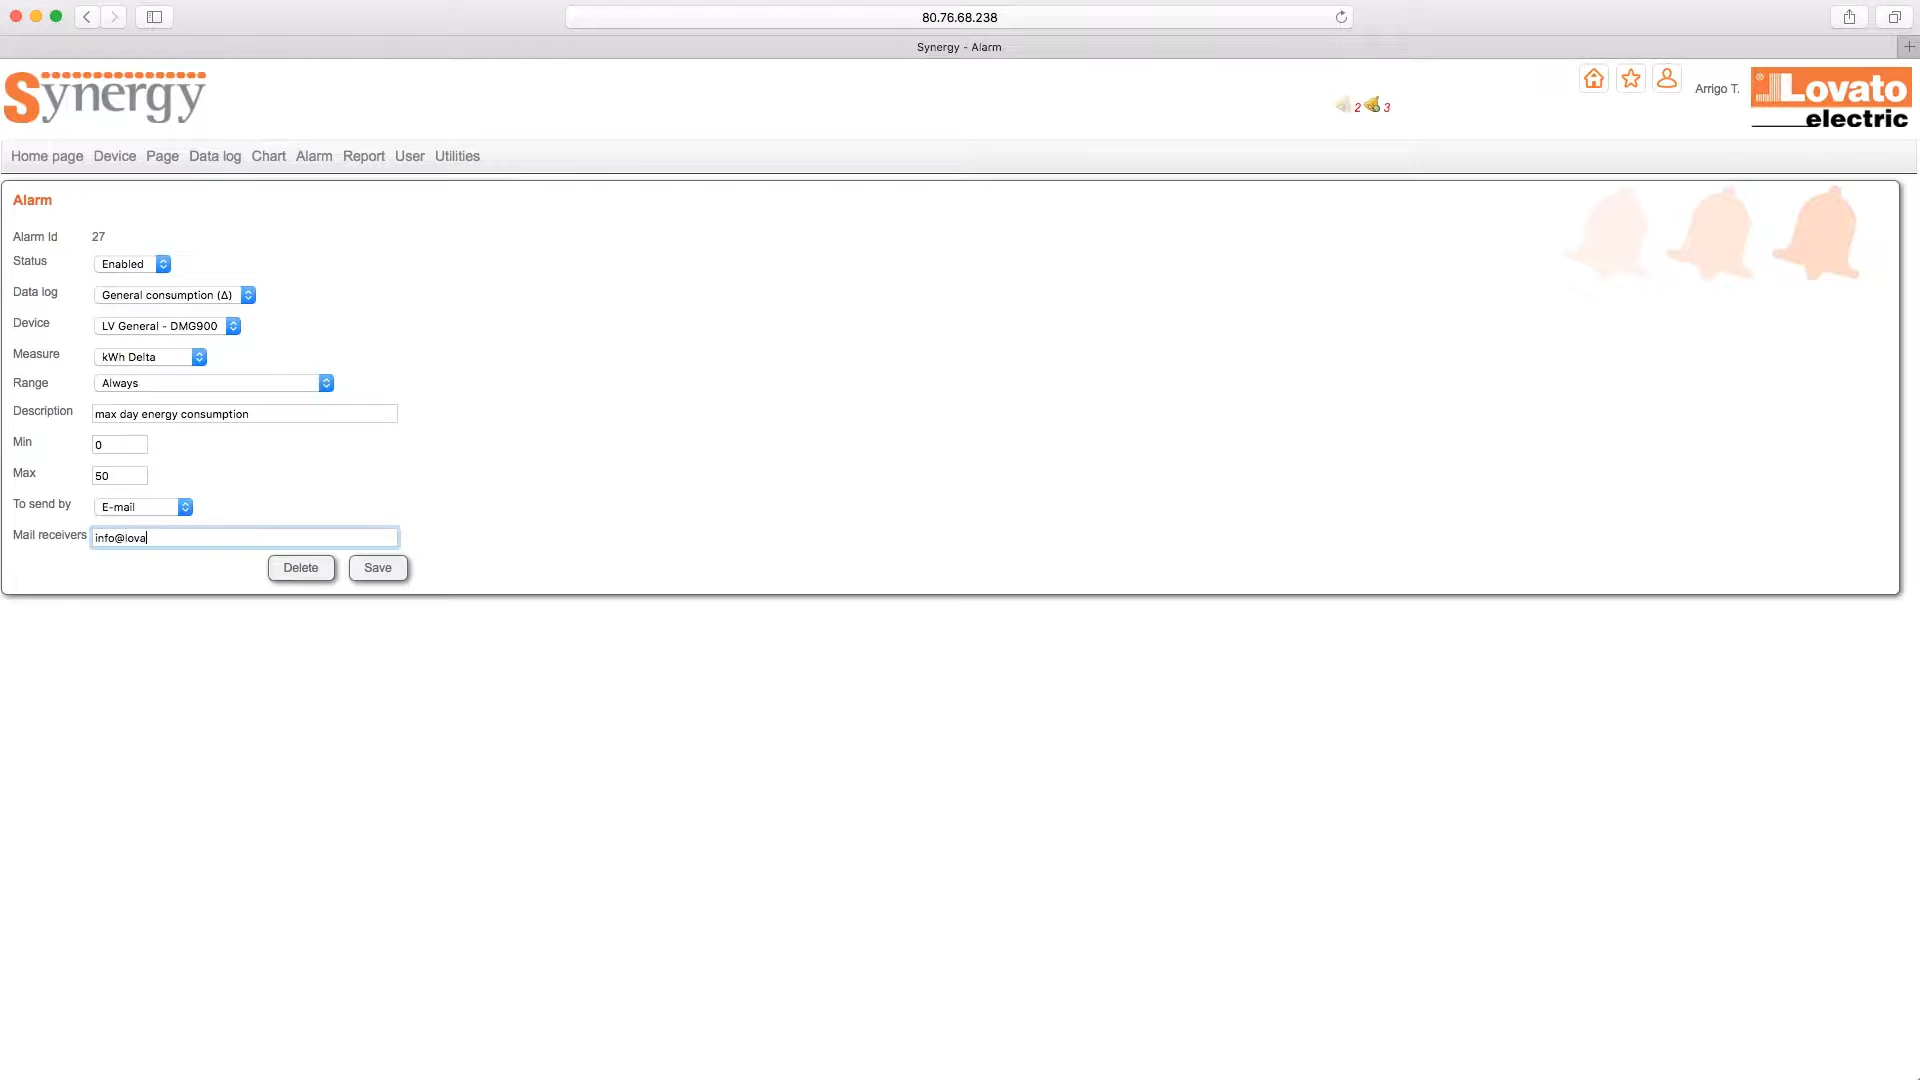 80.76.68.238
Synergy - Alarm
Synergy
2 3
Arrigo T.
Lovato
electric
Home page Device Page Data log Chart Alarm Report User Utilities
Alarm
Alarm Id 27
Status Enabled
Data log General consumption (Δ)
Device LV General - DMG900
Measure kWh Delta
Range Always
Description max day energy consumption
Min 0
Max 50
To send by E-mail
Mail receivers info@lova
Delete Save